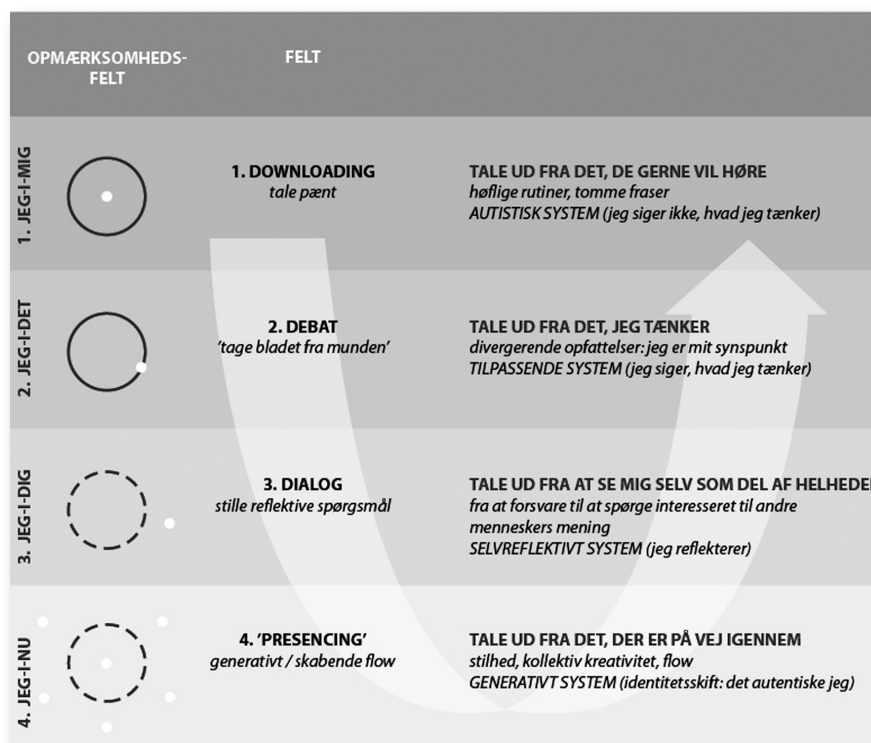 OPMÆRKSOMHEDS-
FELT
FELT
1. JEG-I-MIG
1. DOWNLOADING
tale pænt
TALE UD FRA DET, DE GERNE VIL HØRE
høflige rutiner, tomme fraser
AUTISTISK SYSTEM (jeg siger ikke, hvad jeg tænker)
2. JEG-I-DET
2. DEBAT
'tage bladet fra munden'
TALE UD FRA DET, JEG TÆNKER
divergerende opfattelser: jeg er mit synspunkt
TILPASSENDE SYSTEM (jeg siger, hvad jeg tænker)
3. JEG-I-DIG
3. DIALOG
stille reflektive spørgsmål
TALE UD FRA AT SE MIG SELV SOM DEL AF
fra at forsvare til at spørge interesseret til andre
menneskers mening
SELVREFLEKTIVT SYSTEM (jeg reflekterer)
4. JEG-I-NU
4. 'PRESENCING'
generativt / skabende flow
TALE UD FRA DET, DER ER PÅ VEJ IGENNEM
stilhed, kollektiv kreativitet, flow
GENERATIVT SYSTEM (identitetsskift: det autentiske jeg)